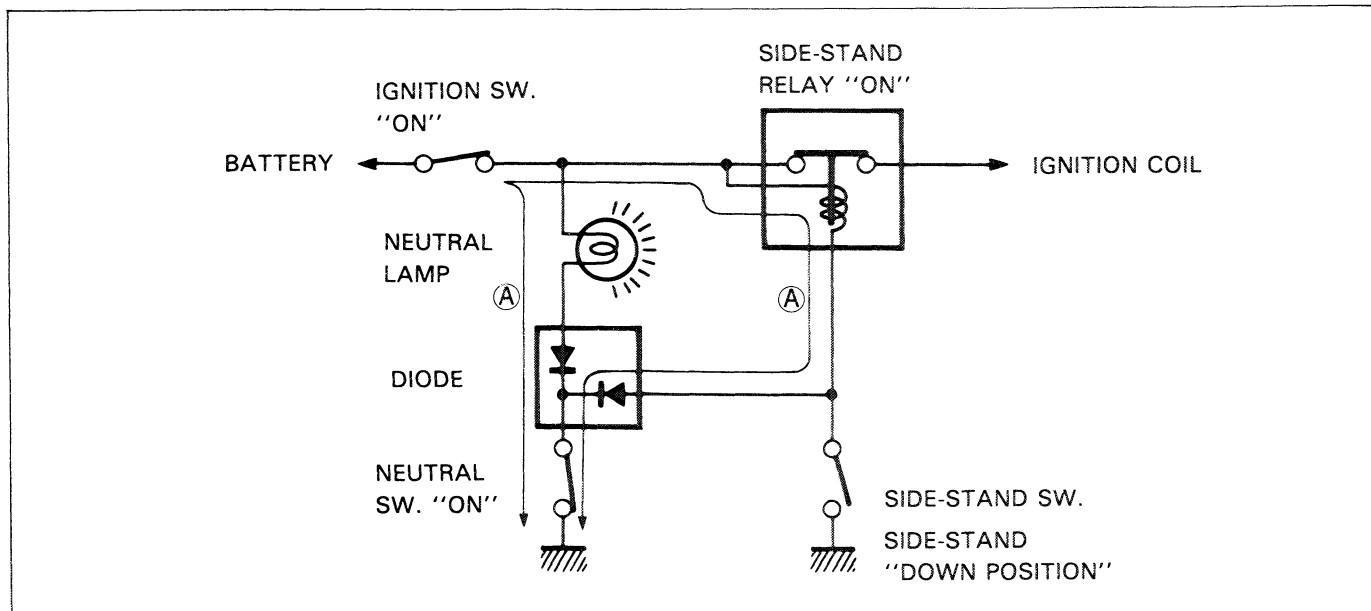 SIDE-STAND
RELAY ‘‘ON’’
IGNITION SW.
‘‘ON’’
BATTERY
IGNITION COIL
NEUTRAL
LAMP
A
A
DIODE
NEUTRAL
SW. ‘‘ON’’
SIDE-STAND SW.
SIDE-STAND
‘‘DOWN POSITION’’